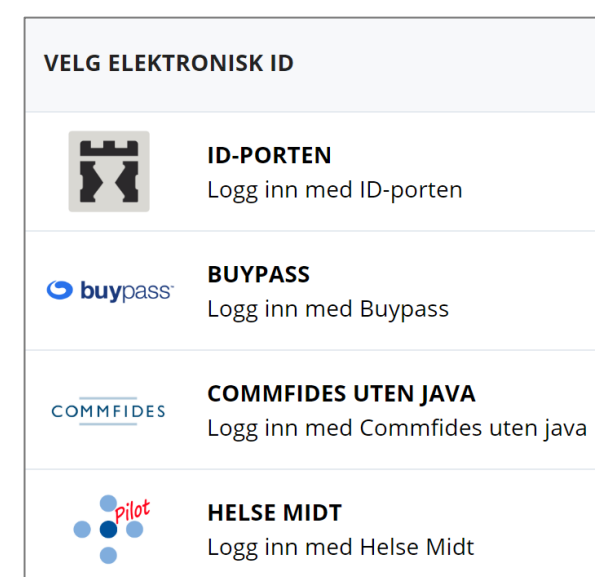 VELG ELEKTRONISK ID
ID-PORTEN
Logg inn med ID-porten
buypass
BUYPASS
Logg inn med Buypass
COMMFIDES
COMMFIDES UTEN JAVA
Logg inn med Commfides uten java
Pilot
HELSE MIDT
Logg inn med Helse Midt